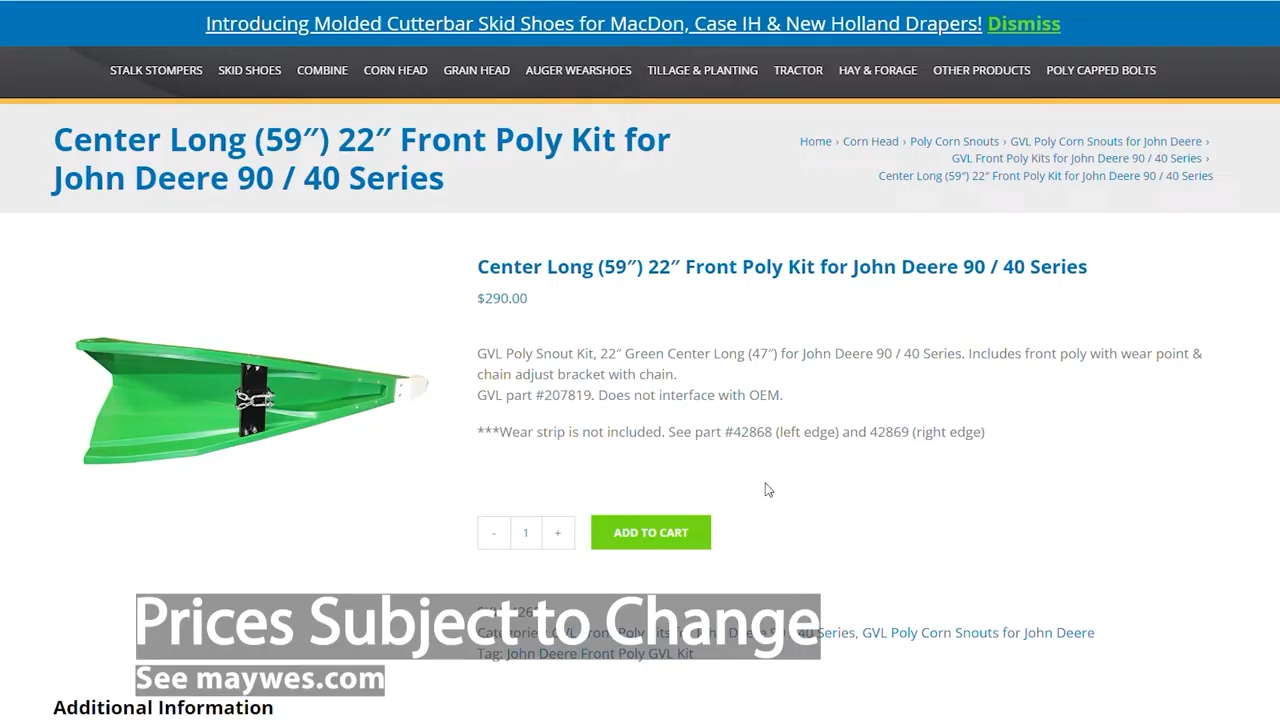 Introducing Molded Cutterbar Skid Shoes for MacDon, Case IH & New Holland Drapers! Dismiss
STALK STOMPERS SKID SHOES COMBINE CORN HEAD GRAIN HEAD AUGER WEARSHOES TILLAGE & PLANTING TRACTOR HAY & FORAGE OTHER PRODUCTS POLY CAPPED BOLTS
Center Long (59″) 22″ Front Poly Kit for
John Deere 90 / 40 Series
Home › Corn Head › Poly Corn Snouts › GVL Poly Corn Snouts for John Deere ›
GVL Front Poly Kits for John Deere 90 / 40 Series ›
Center Long (59″) 22″ Front Poly Kit for John Deere 90 / 40 Series
Center Long (59″) 22″ Front Poly Kit for John Deere 90 / 40 Series
$290.00
GVL Poly Snout Kit, 22″ Green Center Long (47″) for John Deere 90 / 40 Series. Includes front poly with wear point &
chain adjust bracket with chain.
GVL part #207819. Does not interface with OEM.
***Wear strip is not included. See part #42868 (left edge) and 42869 (right edge)
- 1 +
ADD TO CART
Prices Subject to Change
Series, GVL Poly Corn Snouts for John Deere
Tag: John Deere Front Poly GVL Kit
See maywes.com
Additional Information